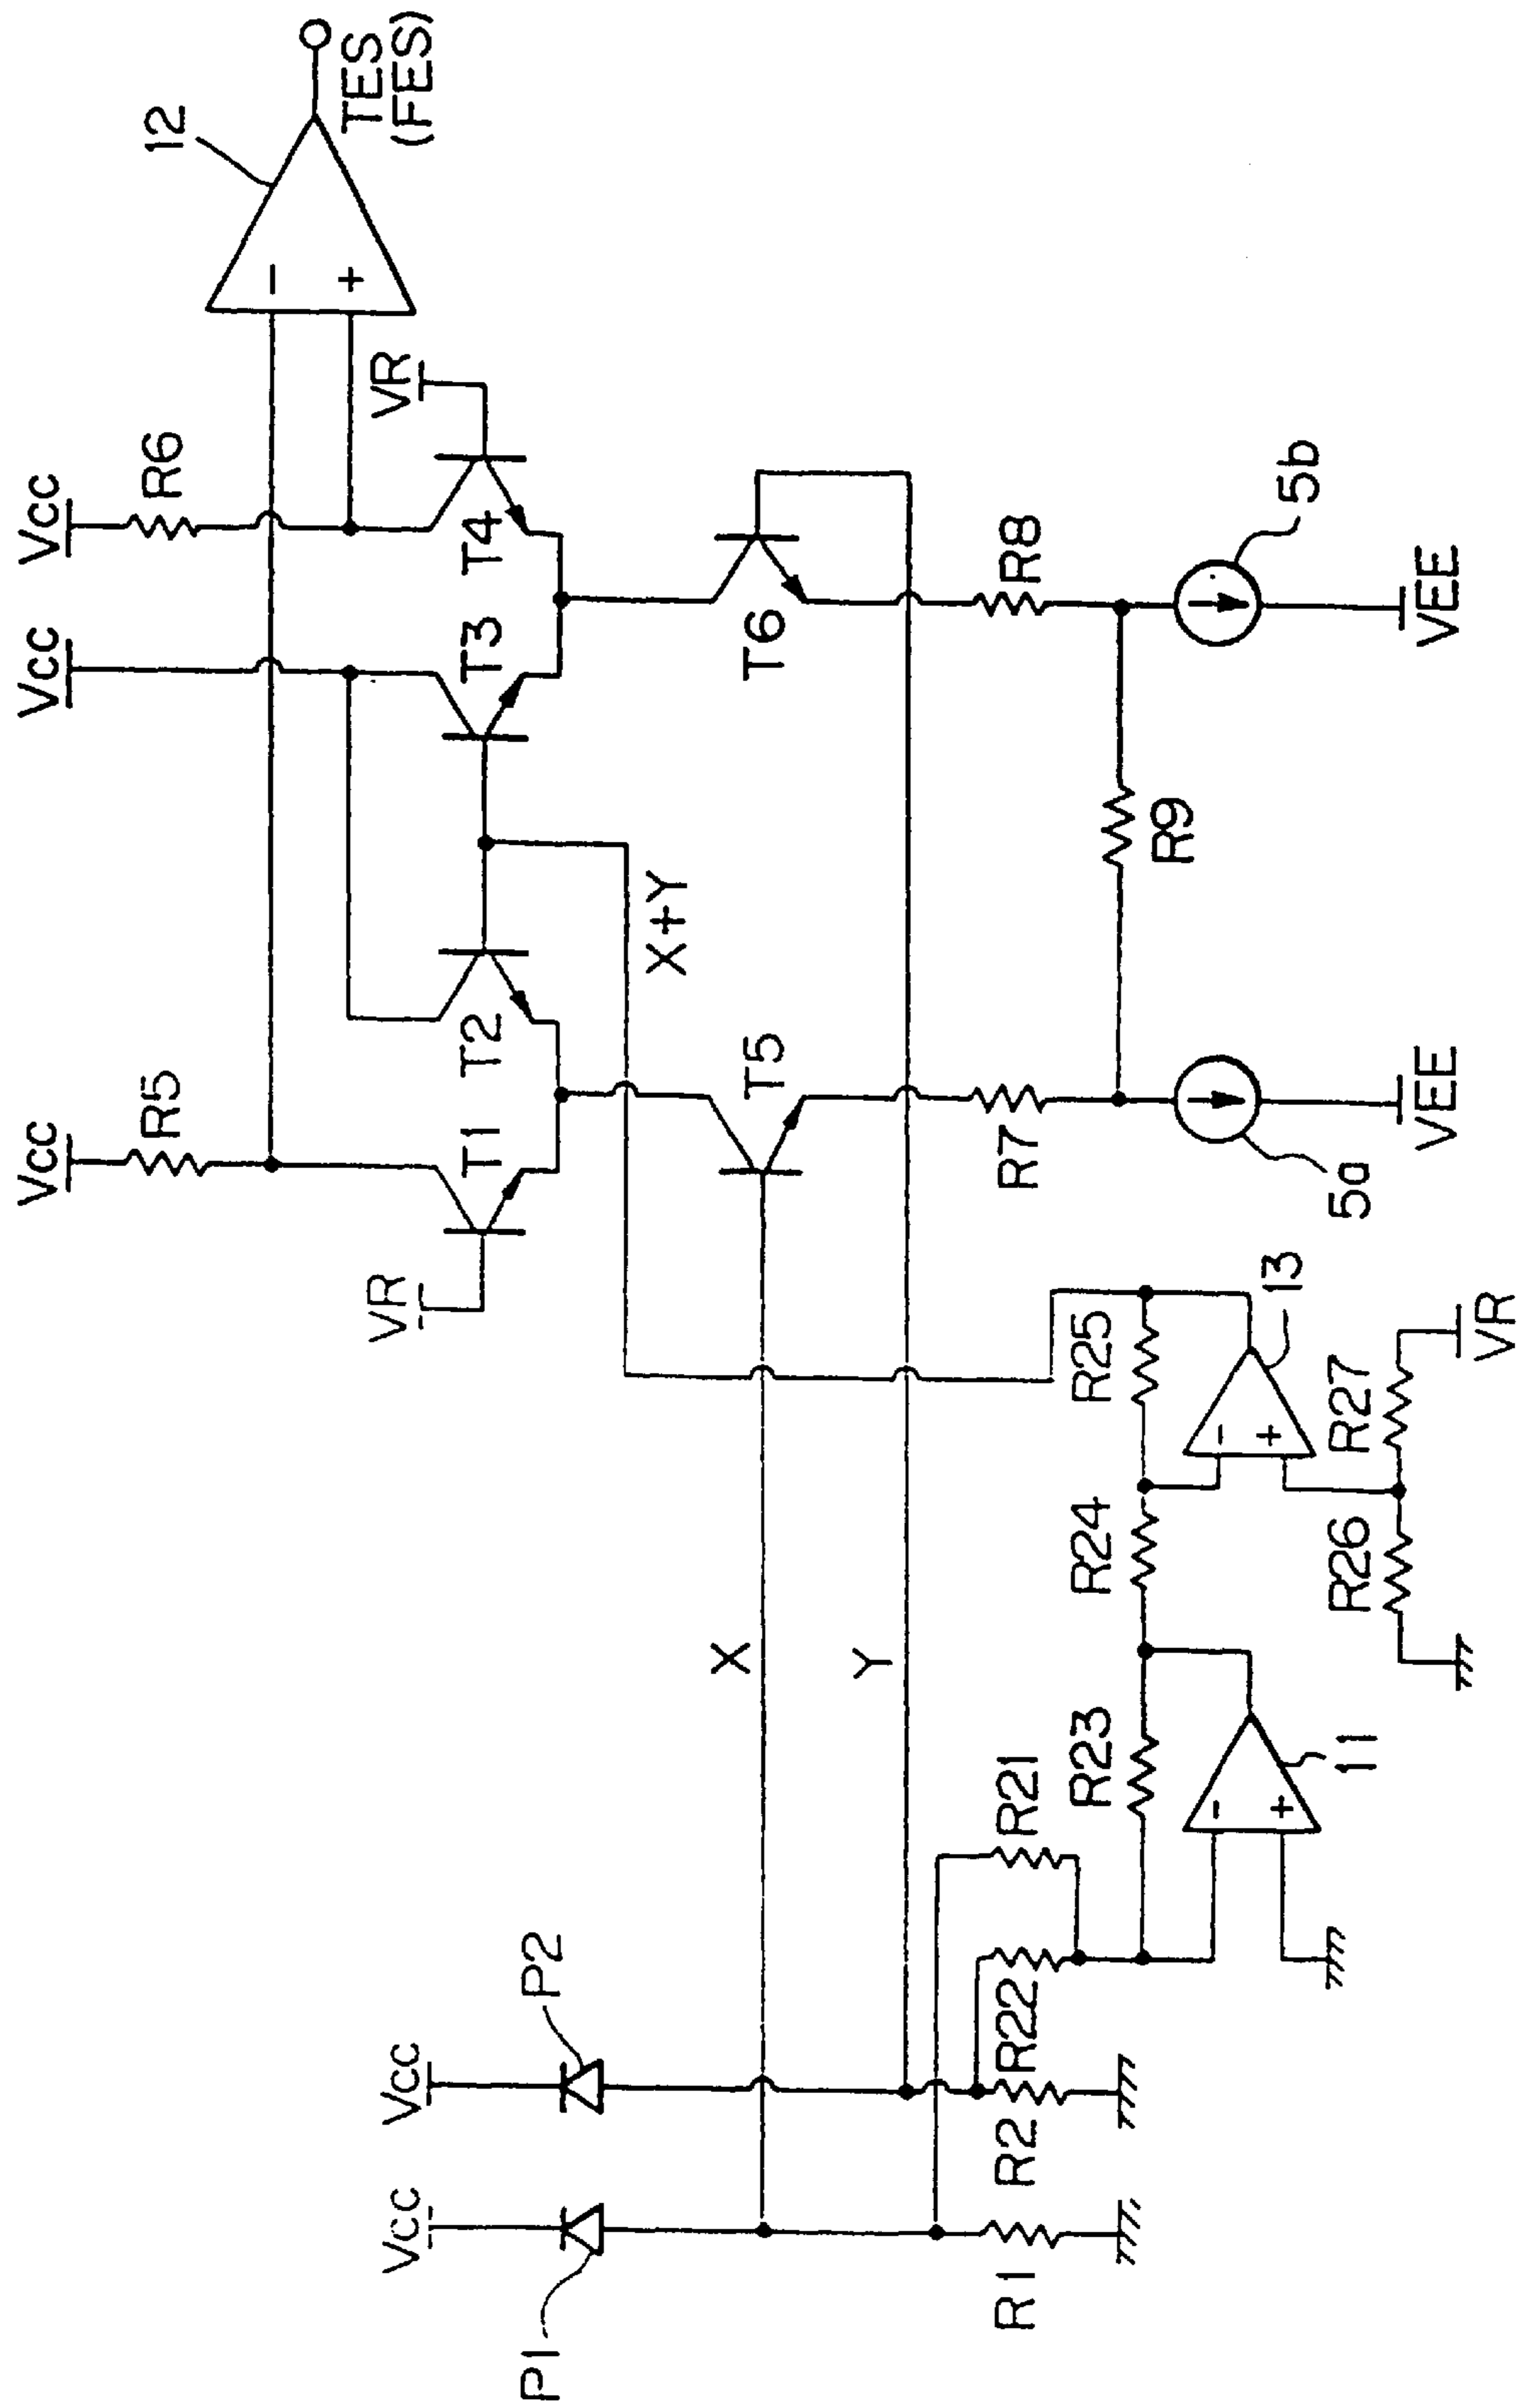 Vcc
Vcc
Vcc
R5
R6
12
TES
(FES)
−
+
VR
VR
T1
T2
T3
T4
X+Y
T5
T6
Vcc
Vcc
P1
P2
X
Y
R1
R2
R22
R21
R23
R24
R25
R7
R9
R8
−
+
11
−
+
13
R26
R27
VR
5a
5b
VEE
VEE